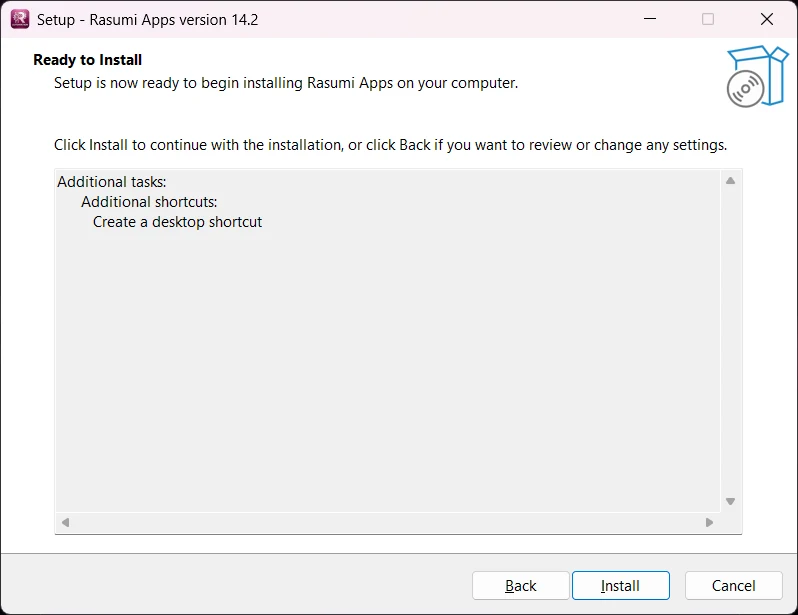 Setup - Rasumi Apps version 14.2
Ready to Install
Setup is now ready to begin installing Rasumi Apps on your computer.
Click Install to continue with the installation, or click Back if you want to review or change any settings.
Additional tasks:
Additional shortcuts:
Create a desktop shortcut
Back
Install
Cancel